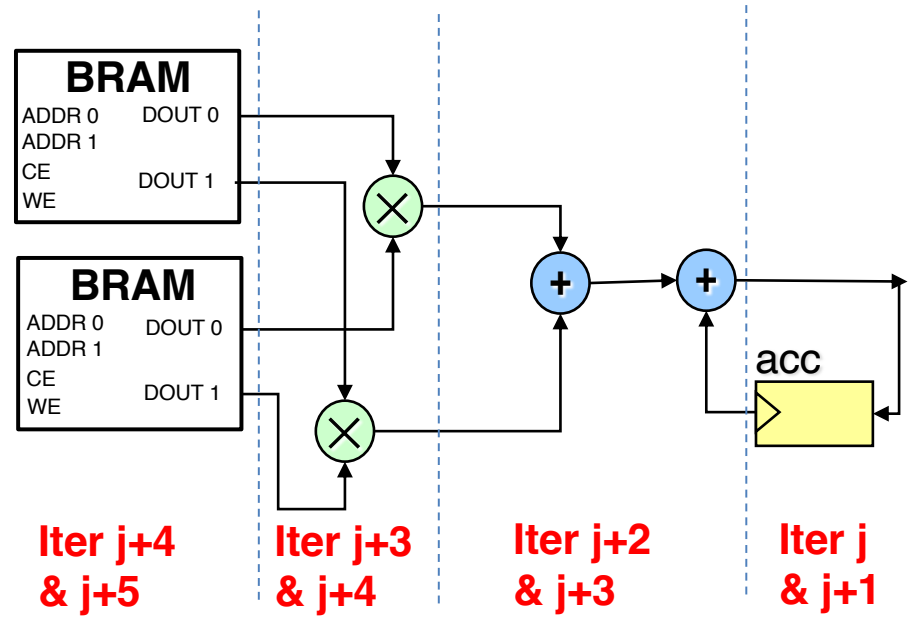 BRAM
ADDR 0 DOUT 0
ADDR 1
CE DOUT 1
WE
BRAM
ADDR 0 DOUT 0
ADDR 1
CE DOUT 1
WE
+
+
acc
Iter j+4
& j+5
Iter j+3
& j+4
Iter j+2
& j+3
Iter j
& j+1